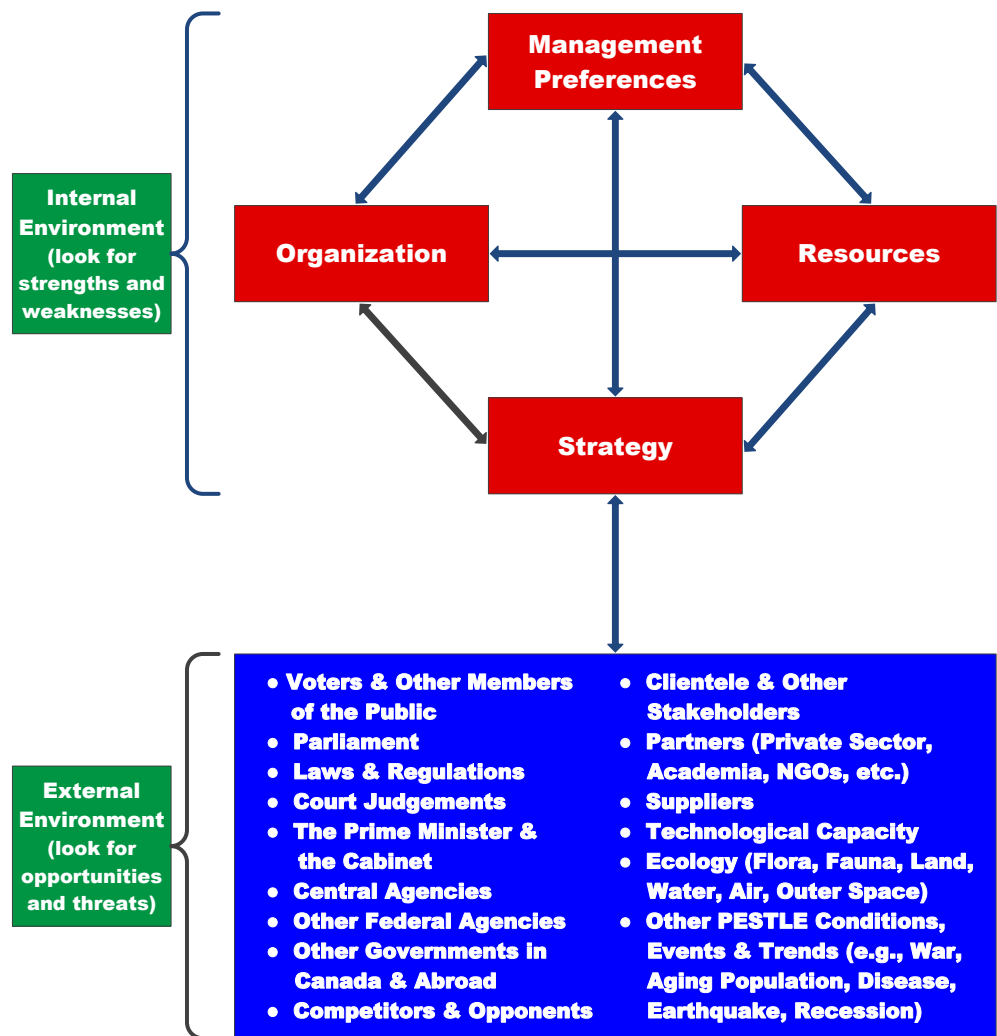 Management
Preferences
Internal
Environment
(look for
strengths and
weaknesses)
Organization
Resources
Strategy
External
Environment
(look for
opportunities
and threats)
● Voters & Other Members
of the Public
● Parliament
● Laws & Regulations
● Court Judgements
● The Prime Minister &
the Cabinet
● Central Agencies
● Other Federal Agencies
● Other Governments in
Canada & Abroad
● Competitors & Opponents
● Clientele & Other
Stakeholders
● Partners (Private Sector,
Academia, NGOs, etc.)
● Suppliers
● Technological Capacity
● Ecology (Flora, Fauna, Land,
Water, Air, Outer Space)
● Other PESTLE Conditions,
Events & Trends (e.g., War,
Aging Population, Disease,
Earthquake, Recession)